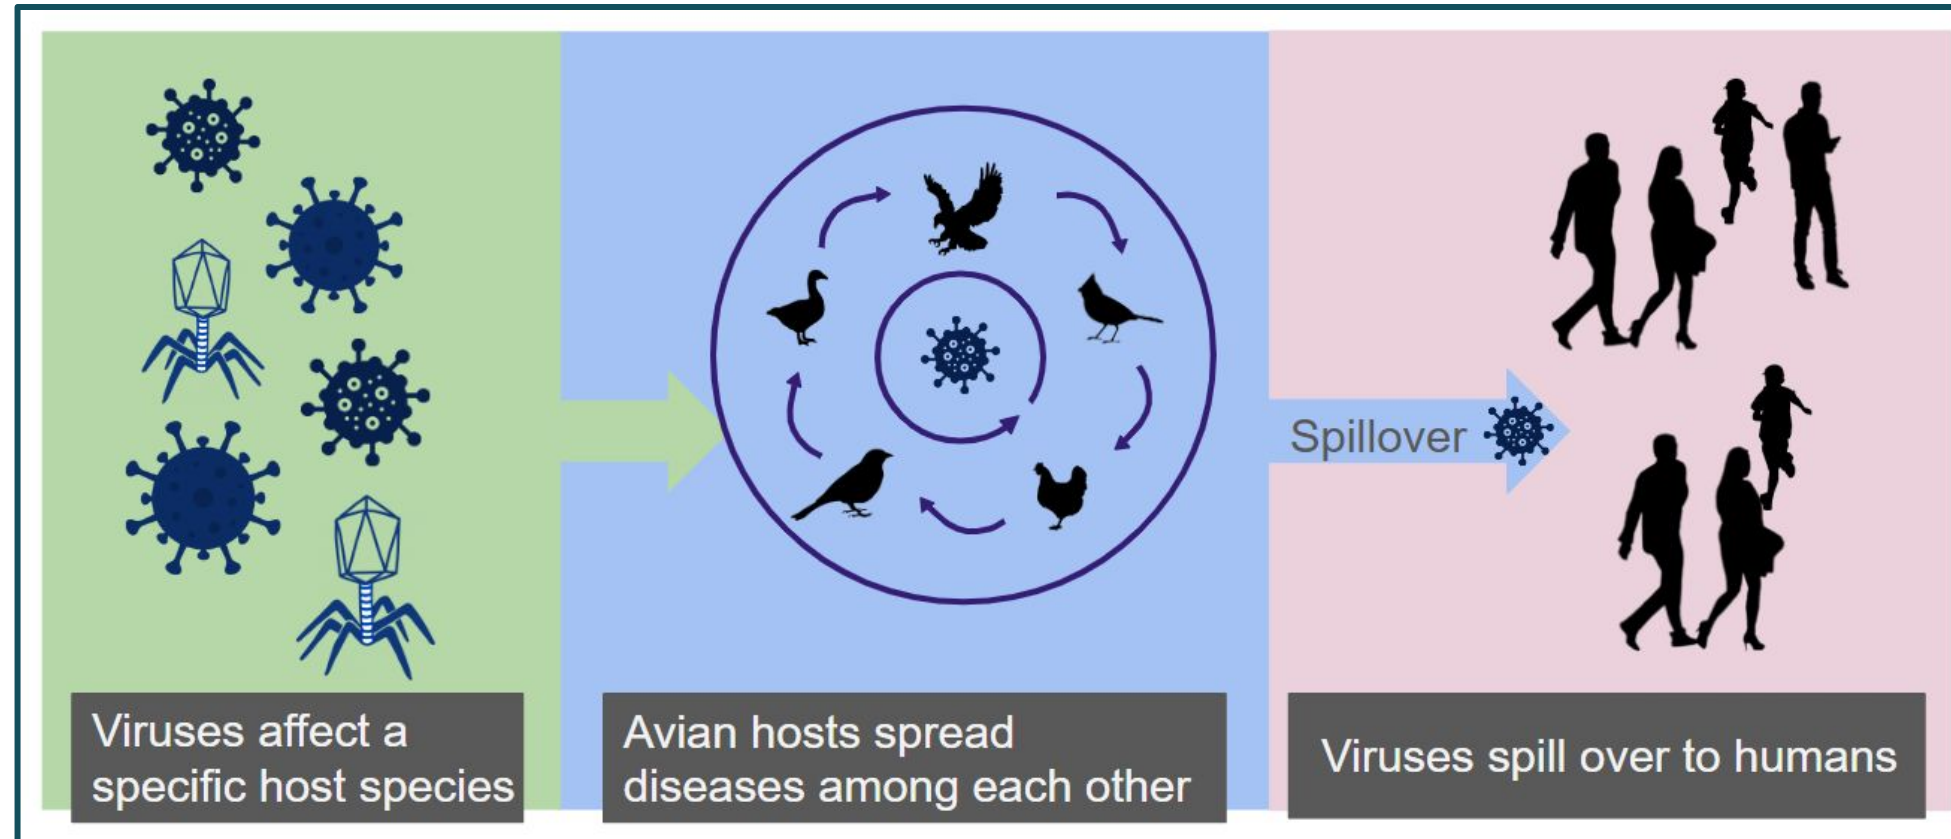 Spillover
Viruses affect a
specific host species
Avian hosts spread
diseases among each other
Viruses spill over to humans